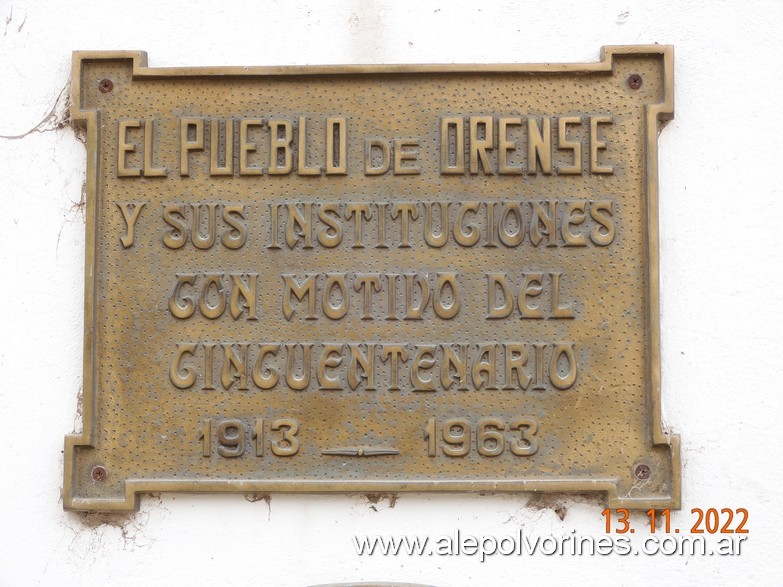 EL PUEBLO DE ORENSE
Y SUS INSTITUCIONES
CON MOTIVO DEL
CINCUENTENARIO
1913 — 1963
13. 11. 2022
www.alepolvorines.com.ar